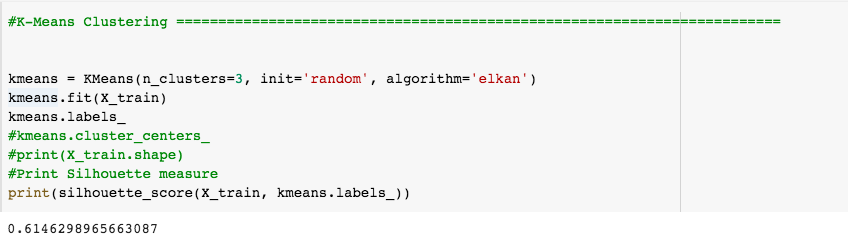 #K-Means Clustering ========================================================================
kmeans = KMeans(n_clusters=3, init='random', algorithm='elkan')
kmeans.fit(X_train)
kmeans.labels_
#kmeans.cluster_centers_
#print(X_train.shape)
#Print Silhouette measure
print(silhouette_score(X_train, kmeans.labels_))
0.6146298965663087